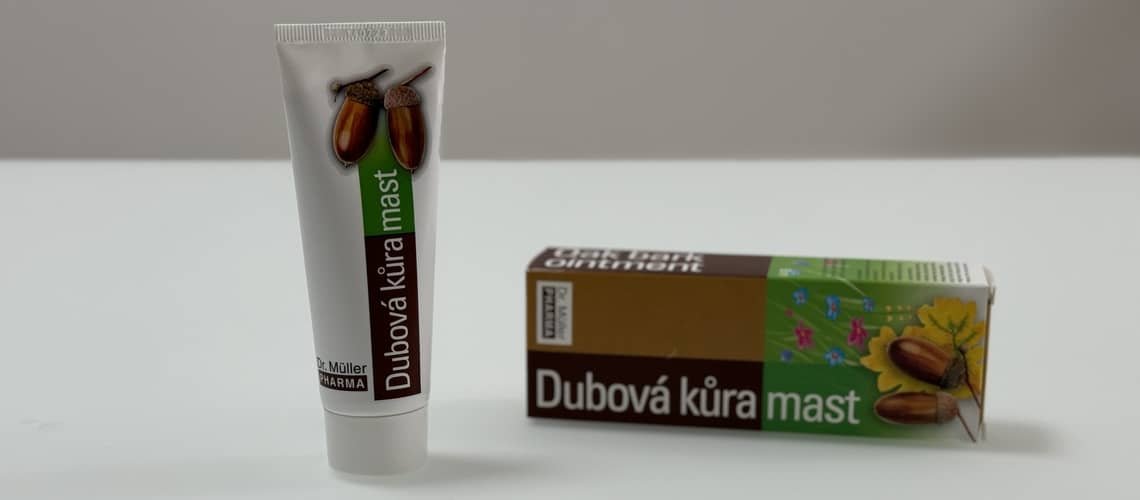 Dubová kůra mast
Dr. Müller
PHARMA
Oak bark
ointment
Dr. Müller
PHARMA
Dubová kůra mast